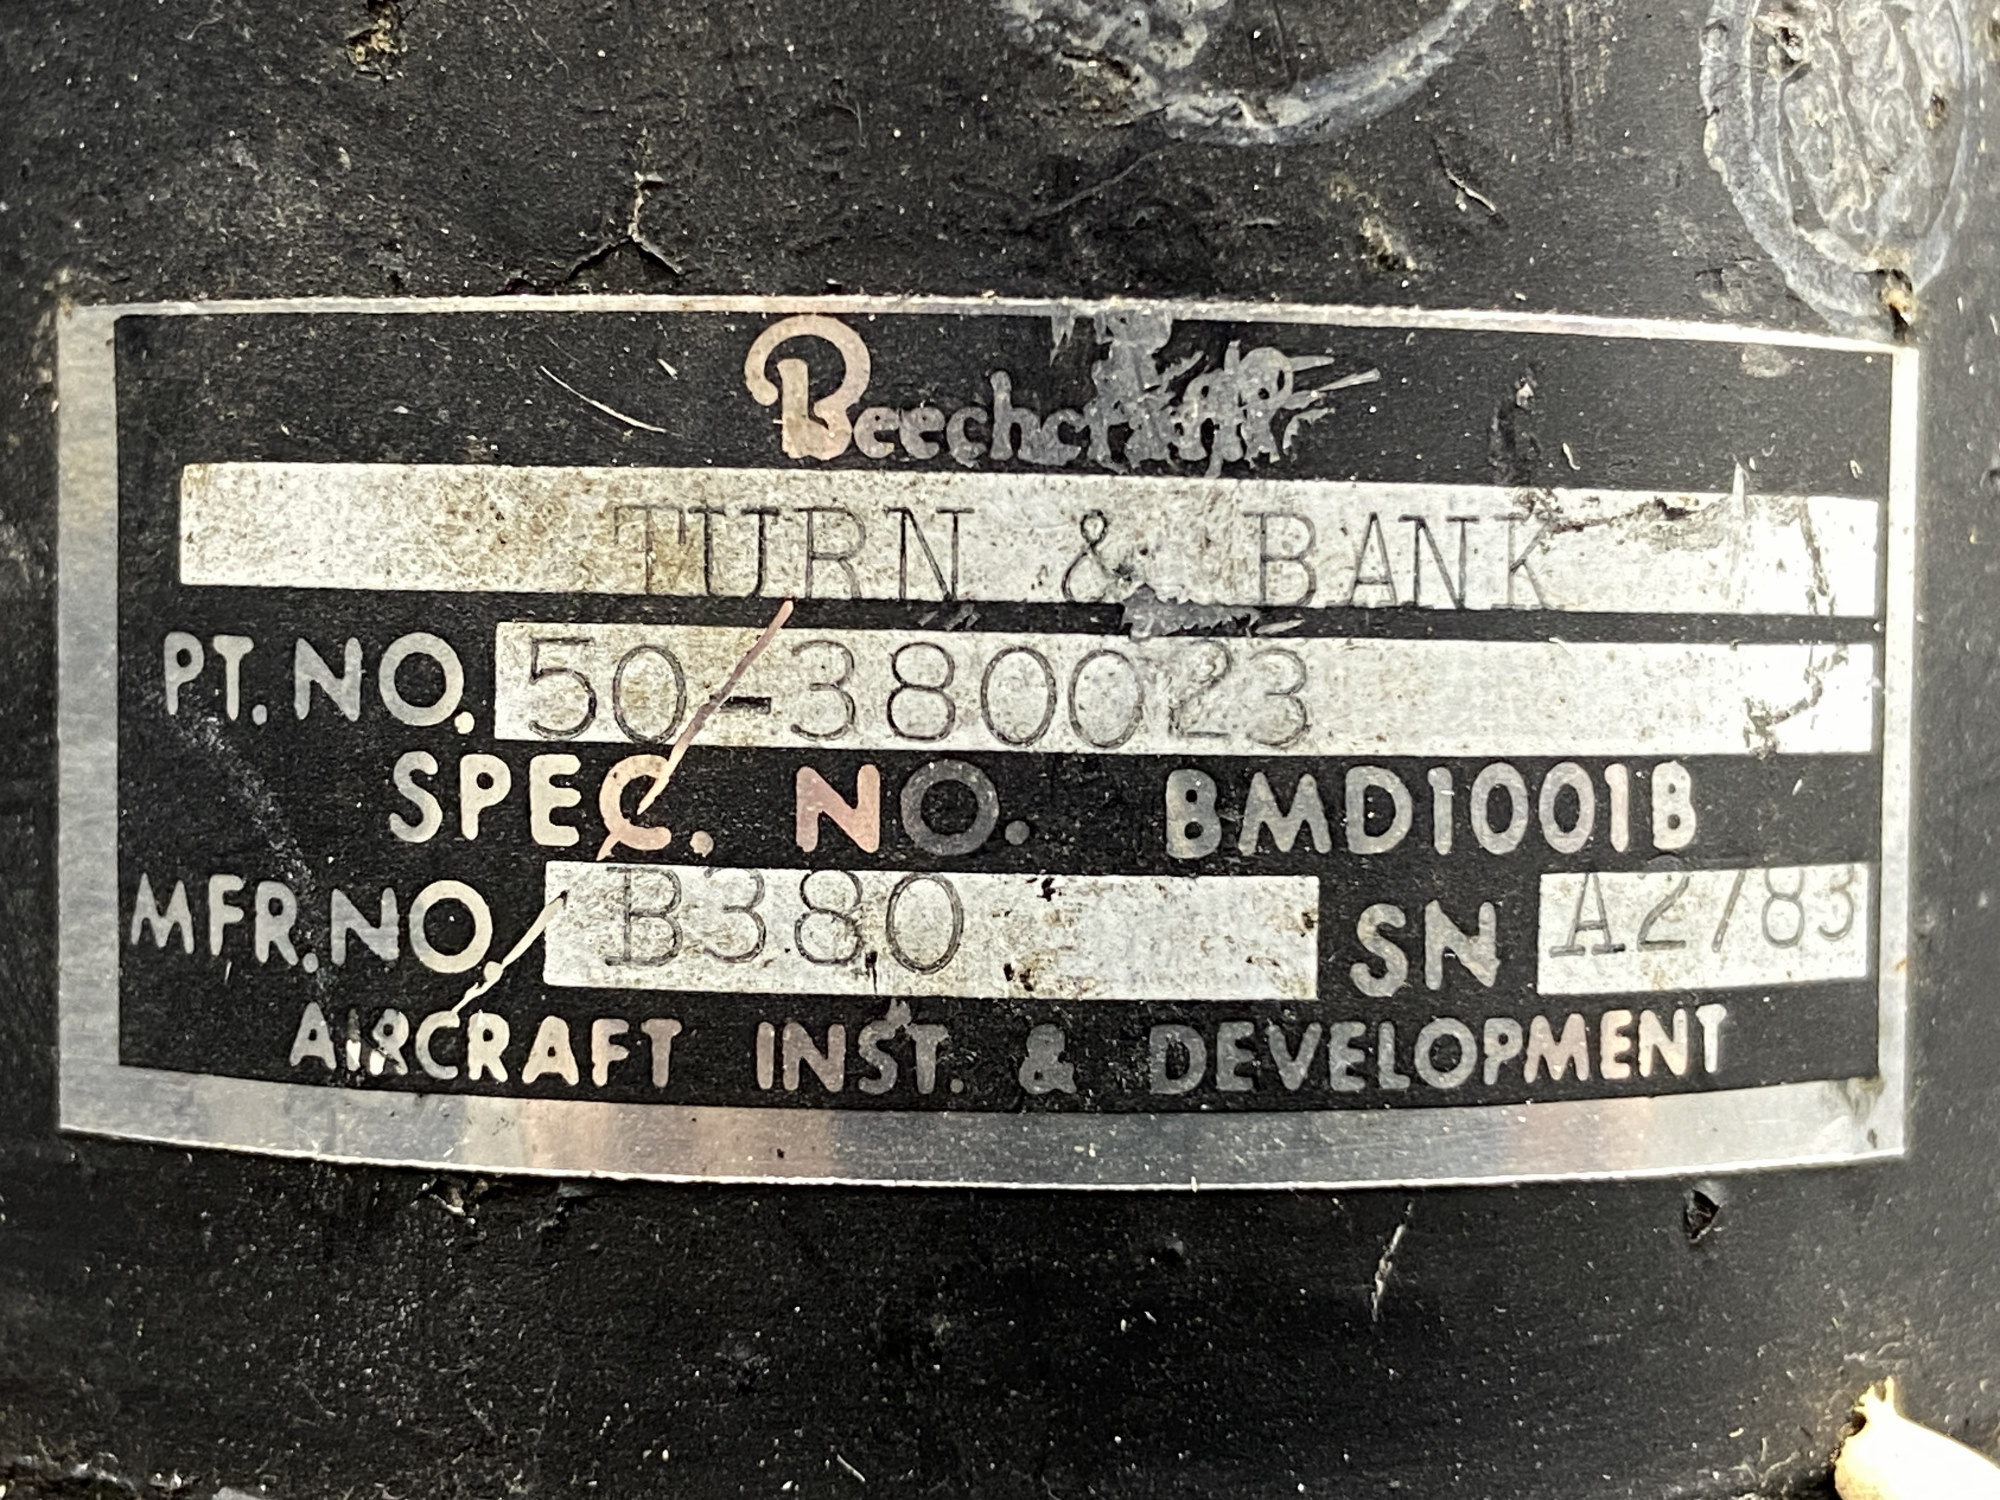 Beechcraft
TURN & BANK
PT. NO. 50-380023
SPEC. NO. BMD1001B
MFR. NO. B380 SN A2783
AIRCRAFT INST. & DEVELOPMENT